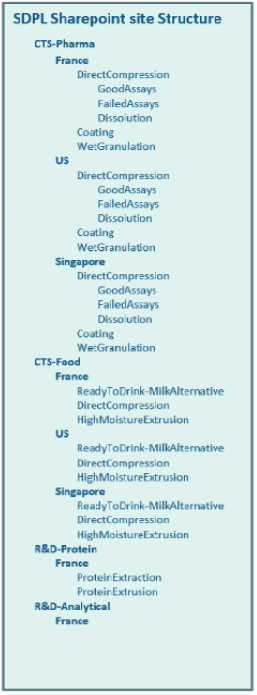 SDPL Sharepoint site Structure
CTS-Pharma
France
DirectCompression
GoodAssays
FailedAssays
Dissolution
Coating
WetGranulation
US
DirectCompression
GoodAssays
FailedAssays
Dissolution
Coating
WetGranulation
Singapore
DirectCompression
GoodAssays
FailedAssays
Dissolution
Coating
WetGranulation
CTS-Food
France
ReadyToDrink-MilkAlternative
DirectCompression
HighMoistureExtrusion
US
ReadyToDrink-MilkAlternative
DirectCompression
HighMoistureExtrusion
Singapore
ReadyToDrink-MilkAlternative
DirectCompression
HighMoistureExtrusion
R&D-Protein
France
ProteinExtraction
ProteinExtrusion
R&D-Analytical
France